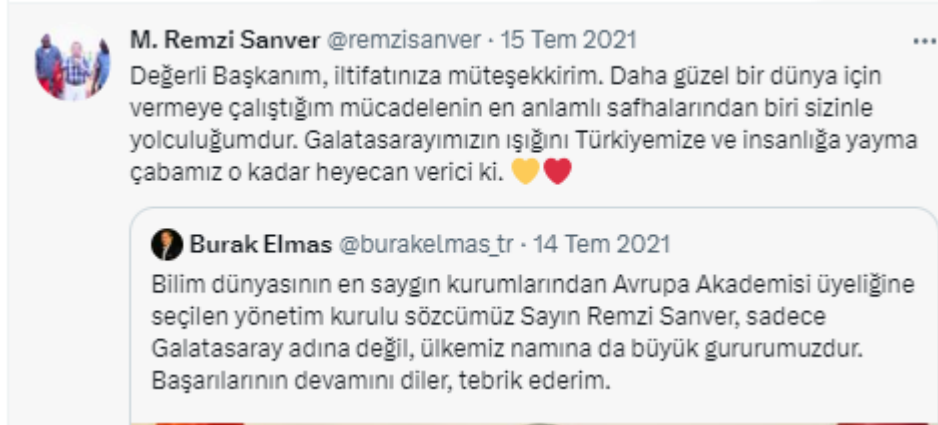 M. Remzi Sanver @remzisanver · 15 Tem 2021
Değerli Başkanım, iltifatınıza müteşekkirim. Daha güzel bir dünya için
vermeye çalıştığım mücadelenin en anlamlı safhalarından biri sizinle
yolculuğumdur. Galatasarayımızın ışığını Türkiyemize ve insanlığa yayma
çabamız o kadar heyecan verici ki. 💛❤️
Burak Elmas @burakelmas_tr · 14 Tem 2021
Bilim dünyasının en saygın kurumlarından Avrupa Akademisi üyeliğine
seçilen yönetim kurulu sözcümüz Sayın Remzi Sanver, sadece
Galatasaray adına değil, ülkemiz namına da büyük gururumuzdur.
Başarılarının devamını diler, tebrik ederim.